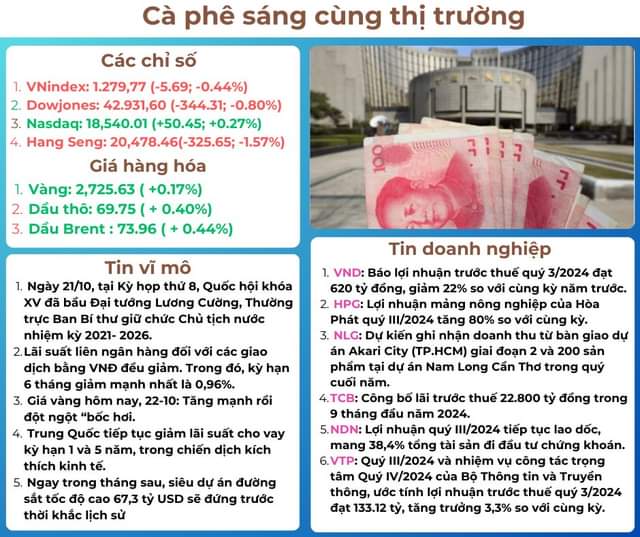 Cà phê sáng cùng thị trường
Các chỉ số
1. VNindex: 1.279,77 (-5.69; -0.44%)
2. Dowjones: 42.931,60 (-344.31; -0.80%)
3. Nasdaq: 18,540.01 (+50.45; +0.27%)
4. Hang Seng: 20,478.46(-325.65; -1.57%)
Giá hàng hóa
1. Vàng: 2,725.63 ( +0.17%)
2. Dầu thô: 69.75 ( + 0.40%)
3. Dầu Brent : 73.96 ( + 0.44%)
100
Tin vĩ mô
1. Ngày 21/10, tại Kỳ họp thứ 8, Quốc hội khóa
XV đã bầu Đại tướng Lương Cường, Thường
trực Ban Bí thư giữ chức Chủ tịch nước
nhiệm kỳ 2021- 2026.
2. Lãi suất liên ngân hàng đối với các giao
dịch bằng VNĐ đều giảm. Trong đó, kỳ hạn
6 tháng giảm mạnh nhất là 0,96%.
3. Giá vàng hôm nay, 22-10: Tăng mạnh rồi
đột ngột “bốc hơi.
4. Trung Quốc tiếp tục giảm lãi suất cho vay
kỳ hạn 1 và 5 năm, trong chiến dịch kích
thích kinh tế.
5. Ngay trong tháng sau, siêu dự án đường
sắt tốc độ cao 67,3 tỷ USD sẽ đứng trước
thời khắc lịch sử
Tin doanh nghiệp
1. VND: Báo lợi nhuận trước thuế quý 3/2024 đạt
620 tỷ đồng, giảm 22% so với cùng kỳ năm trước.
2. HPG: Lợi nhuận mảng nông nghiệp của Hòa
Phát quý III/2024 tăng 80% so với cùng kỳ.
3. NLG: Dự kiến ghi nhận doanh thu từ bàn giao dự
án Akari City (TP.HCM) giai đoạn 2 và 200 sản
phẩm tại dự án Nam Long Cần Thơ trong quý
cuối năm.
4. TCB: Công bố lãi trước thuế 22.800 tỷ đồng trong
9 tháng đầu năm 2024.
5. NDN: Lợi nhuận quý III/2024 tiếp tục lao dốc,
mang 38,4% tổng tài sản đi đầu tư chứng khoán.
6. VTP: Quý III/2024 và nhiệm vụ công tác trọng
tâm Quý IV/2024 của Bộ Thông tin và Truyền
thông, ước tính lợi nhuận trước thuế quý 3/2024
đạt 133.12 tỷ, tăng trưởng 3,3% so với cùng kỳ.